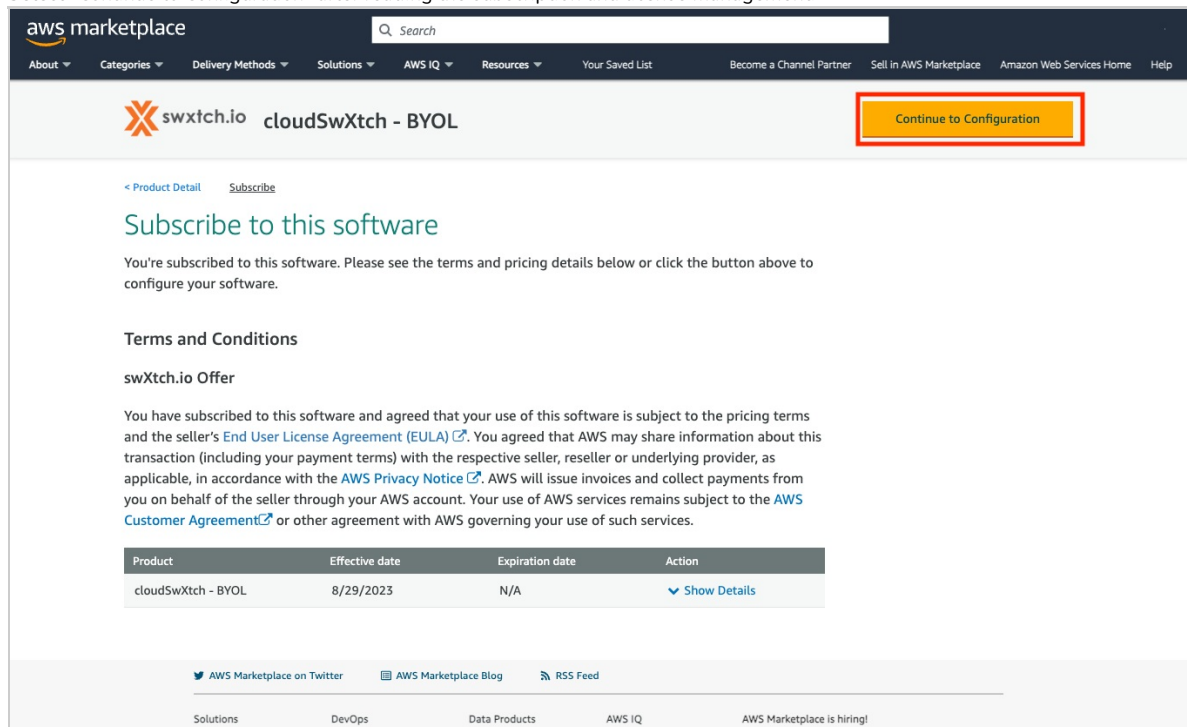 aws marketplace
Search
About Categories Delivery Methods Solutions AWS IQ Resources Your Saved List Become a Channel Partner Sell in AWS Marketplace Amazon Web Services Home Help
swxtch.io cloudSwXtch - BYOL Continue to Configuration
< Product Detail Subscribe
Subscribe to this software
You're subscribed to this software. Please see the terms and pricing details below or click the button above to
configure your software.
Terms and Conditions
swXtch.io Offer
You have subscribed to this software and agreed that your use of this software is subject to the pricing terms
and the seller's End User License Agreement (EULA). You agreed that AWS may share information about this
transaction (including your payment terms) with the respective seller, reseller or underlying provider, as
applicable, in accordance with the AWS Privacy Notice. AWS will issue invoices and collect payments from
you on behalf of the seller through your AWS account. Your use of AWS services remains subject to the AWS
Customer Agreement or other agreement with AWS governing your use of such services.
Product Effective date Expiration date Action
cloudSwXtch - BYOL 8/29/2023 N/A Show Details
AWS Marketplace on Twitter AWS Marketplace Blog RSS Feed
Solutions DevOps Data Products AWS IQ AWS Marketplace is hiring!